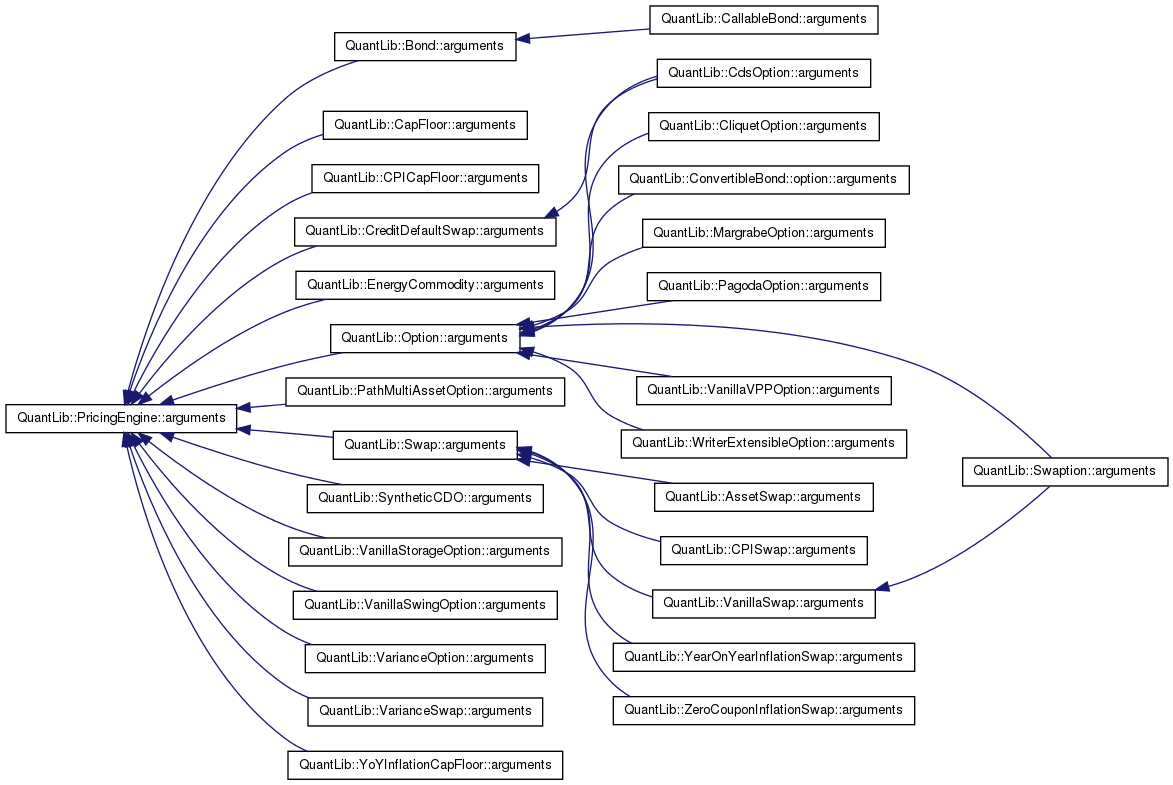 QuantLib::PricingEngine::arguments
QuantLib::Bond::arguments
QuantLib::CapFloor::arguments
QuantLib::CPICapFloor::arguments
QuantLib::CreditDefaultSwap::arguments
QuantLib::EnergyCommodity::arguments
QuantLib::Option::arguments
QuantLib::PathMultiAssetOption::arguments
QuantLib::Swap::arguments
QuantLib::SyntheticCDO::arguments
QuantLib::VanillaStorageOption::arguments
QuantLib::VanillaSwingOption::arguments
QuantLib::VarianceOption::arguments
QuantLib::VarianceSwap::arguments
QuantLib::YoYInflationCapFloor::arguments
QuantLib::CallableBond::arguments
QuantLib::CdsOption::arguments
QuantLib::CliquetOption::arguments
QuantLib::ConvertibleBond::option::arguments
QuantLib::MargrabeOption::arguments
QuantLib::PagodaOption::arguments
QuantLib::VanillaVPPOption::arguments
QuantLib::WriterExtensibleOption::arguments
QuantLib::AssetSwap::arguments
QuantLib::CPISwap::arguments
QuantLib::VanillaSwap::arguments
QuantLib::YearOnYearInflationSwap::arguments
QuantLib::ZeroCouponInflationSwap::arguments
QuantLib::Swaption::arguments